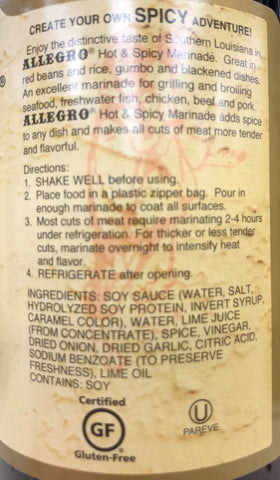 CREATE YOUR OWN SPICY ADVENTURE!
Enjoy the distinctive taste of Southern Louisiana in
ALLEGRO® Hot & Spicy Marinade. Great in
red beans and rice, gumbo and blackened dishes.
An excellent marinade for grilling and broiling
seafood, freshwater fish, chicken, beef and pork.
ALLEGRO® Hot & Spicy Marinade adds spice
to any dish and makes all cuts of meat more tender
and flavorful.
Directions:
1. SHAKE WELL before using.
2. Place food in a plastic zipper bag. Pour in
enough marinade to coat all surfaces.
3. Most cuts of meat require marinating 2-4 hours
under refrigeration. For thicker or less tender
cuts, marinate overnight to intensify heat
and flavor.
4. REFRIGERATE after opening.
INGREDIENTS: SOY SAUCE (WATER, SALT,
HYDROLYZED SOY PROTEIN, INVERT SYRUP,
CARAMEL COLOR), WATER, LIME JUICE
(FROM CONCENTRATE), SPICE, VINEGAR,
DRIED ONION, DRIED GARLIC, CITRIC ACID,
SODIUM BENZOATE (TO PRESERVE
FRESHNESS), LIME OIL
CONTAINS: SOY
Certified
GF
Gluten-Free
U
PAREVE
®